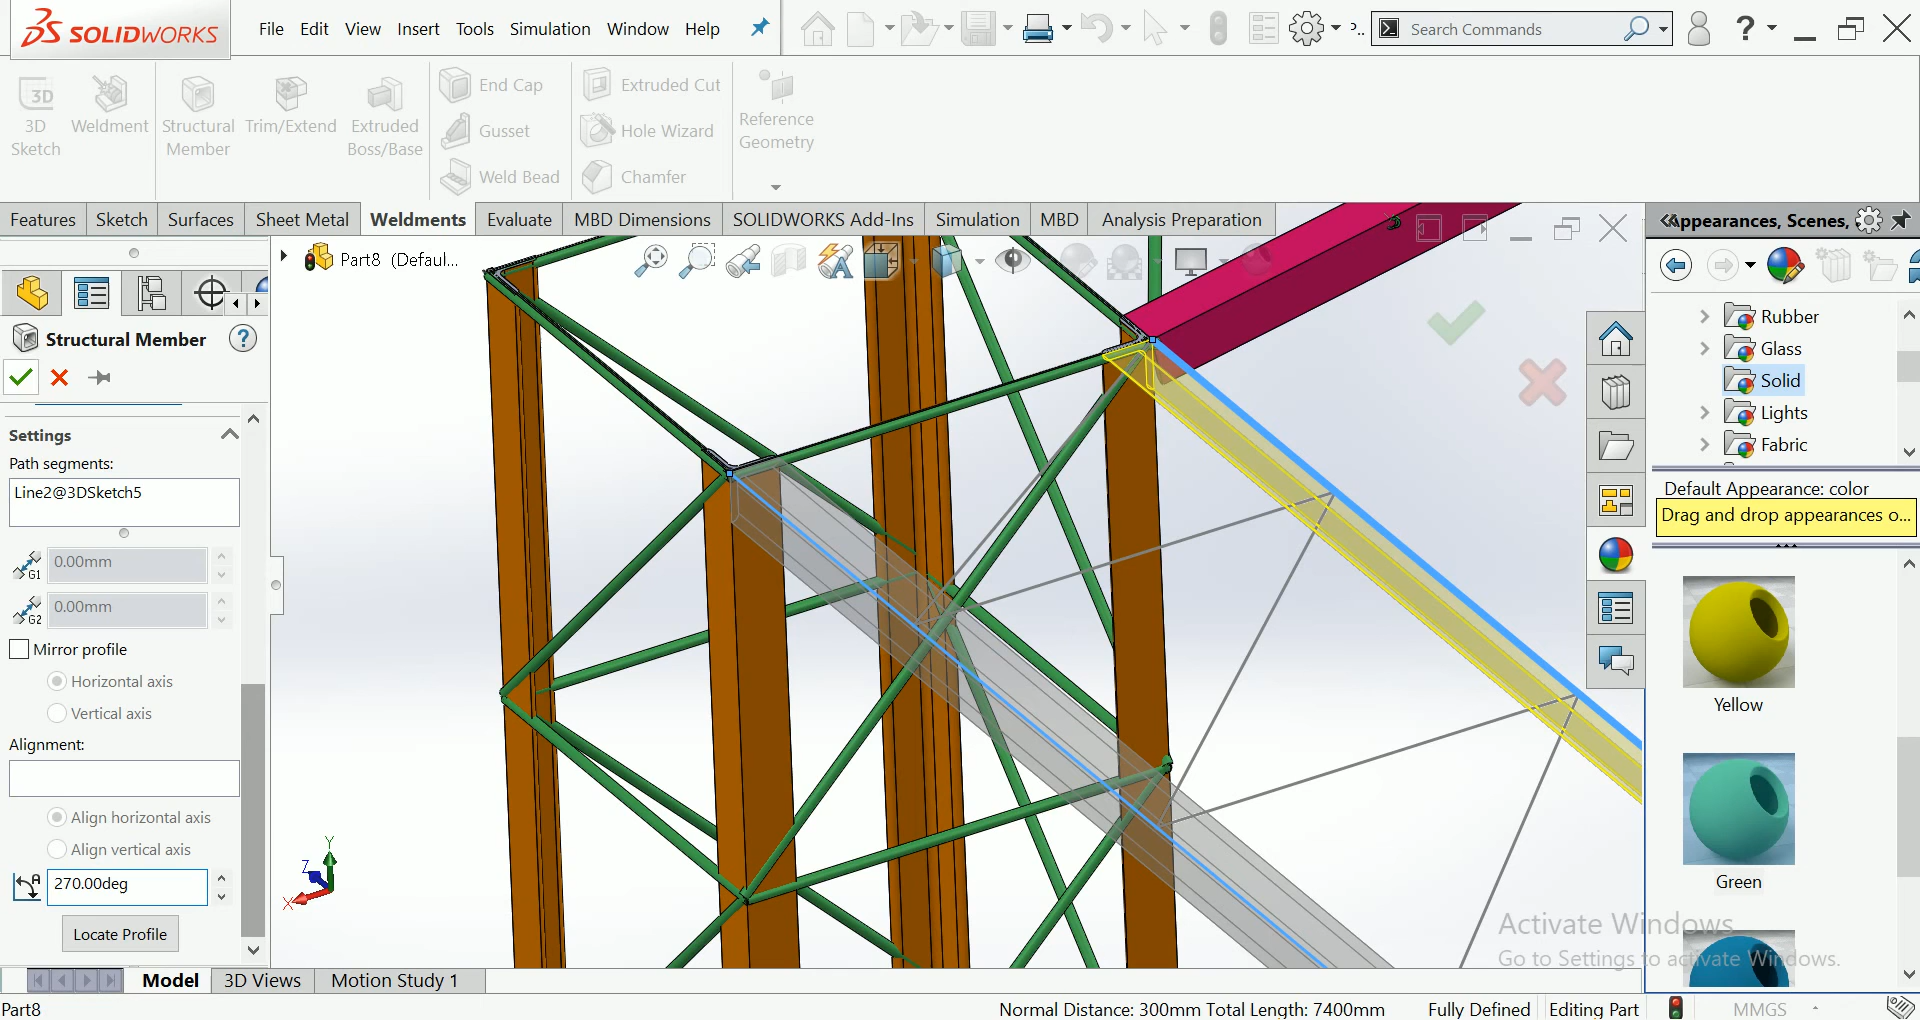 SOLIDWORKS
File Edit View Insert Tools Simulation Window Help
P..
Search Commands
3D Sketch
Weldment
Structural Member
Trim/Extend
Extruded Boss/Base
End Cap
Gusset
Weld Bead
Extruded Cut
Hole Wizard
Chamfer
Reference Geometry
Features Sketch Surfaces Sheet Metal Weldments Evaluate MBD Dimensions SOLIDWORKS Add-Ins Simulation MBD Analysis Preparation
Part8 (Defaul...
Structural Member
Settings
Path segments:
Line2@3DSketch5
G1
0.00mm
G2
0.00mm
Mirror profile
Horizontal axis
Vertical axis
Alignment:
Align horizontal axis
Align vertical axis
270.00deg
Locate Profile
Y
Z
X
Appearances, Scenes,
Rubber
Glass
Solid
Lights
Fabric
Default Appearance: color
Drag and drop appearances o...
Yellow
Green
Activate Windows
Go to Settings to activate Windows.
Model 3D Views Motion Study 1
Part8
Normal Distance: 300mm Total Length: 7400mm Fully Defined Editing Part MMGS